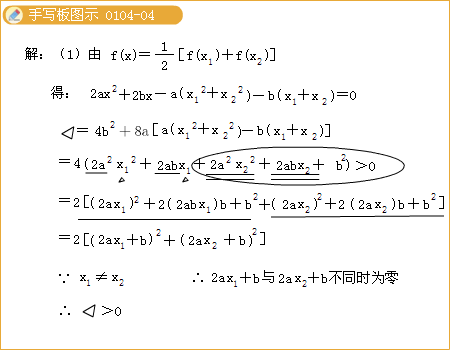 手写板图示 0104-04
解: (1) 由 f(x)=1/2[f(x₁)+f(x₂)]
得: 2ax²+2bx-a(x₁²+x₂²)-b(x₁+x₂)=0
△= 4b²+8a[a(x₁²+x₂²)-b(x₁+x₂)]
=4(2a²x₁²+2abx₁+2a²x₂²+2abx₂+ b²)>0
=2[(2ax₁)²+2(2abx₁)b+b²+(2ax₂)²+2(2ax₂)b+b²]
=2[(2ax₁+b)²+(2ax₂+b)²]
∵ x₁≠x₂ ∴ 2ax₁+b与2ax₂+b不同时为零
∴ △>0